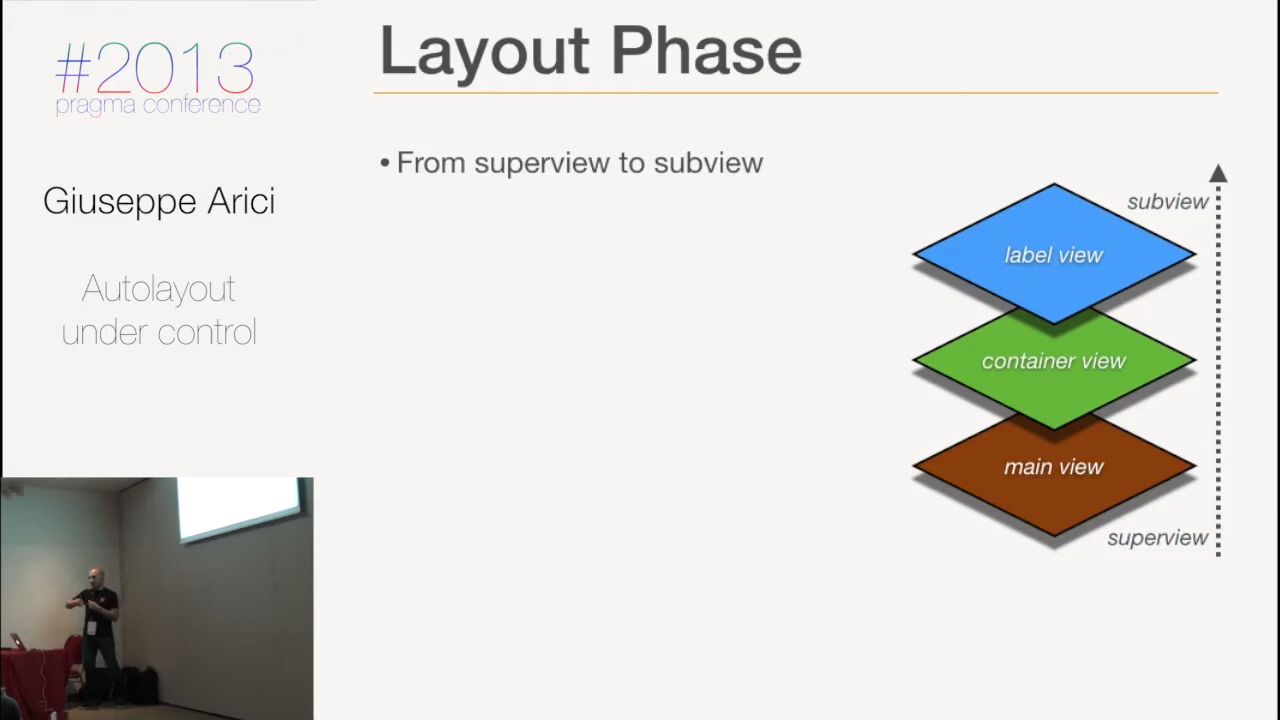 #2013
pragma conference
Giuseppe Arici
Autolayout
under control
Layout Phase
• From superview to subview
subview
label view
container view
main view
superview